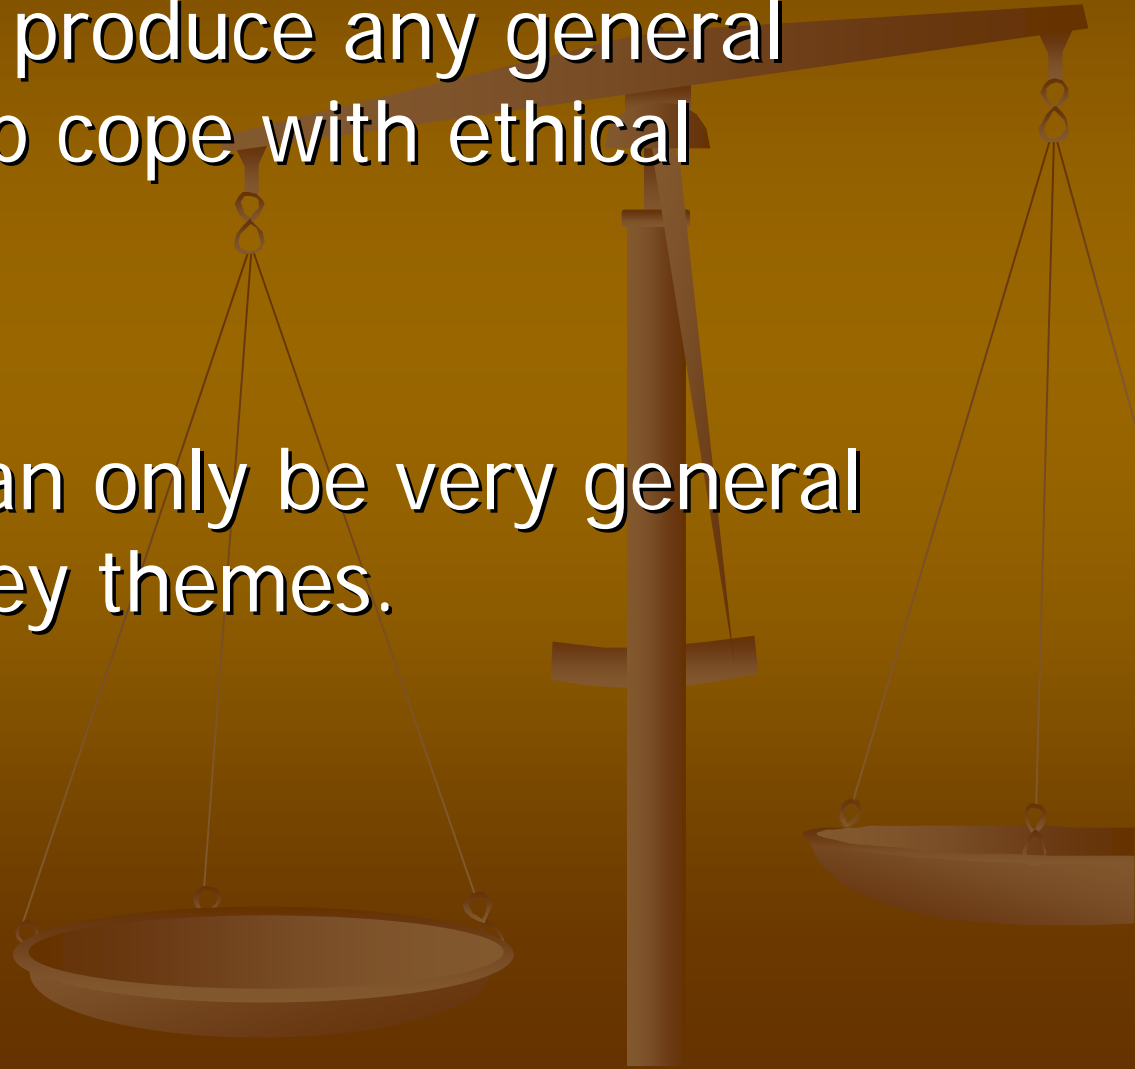 produce any general
o cope with ethical
an only be very general
ey themes.